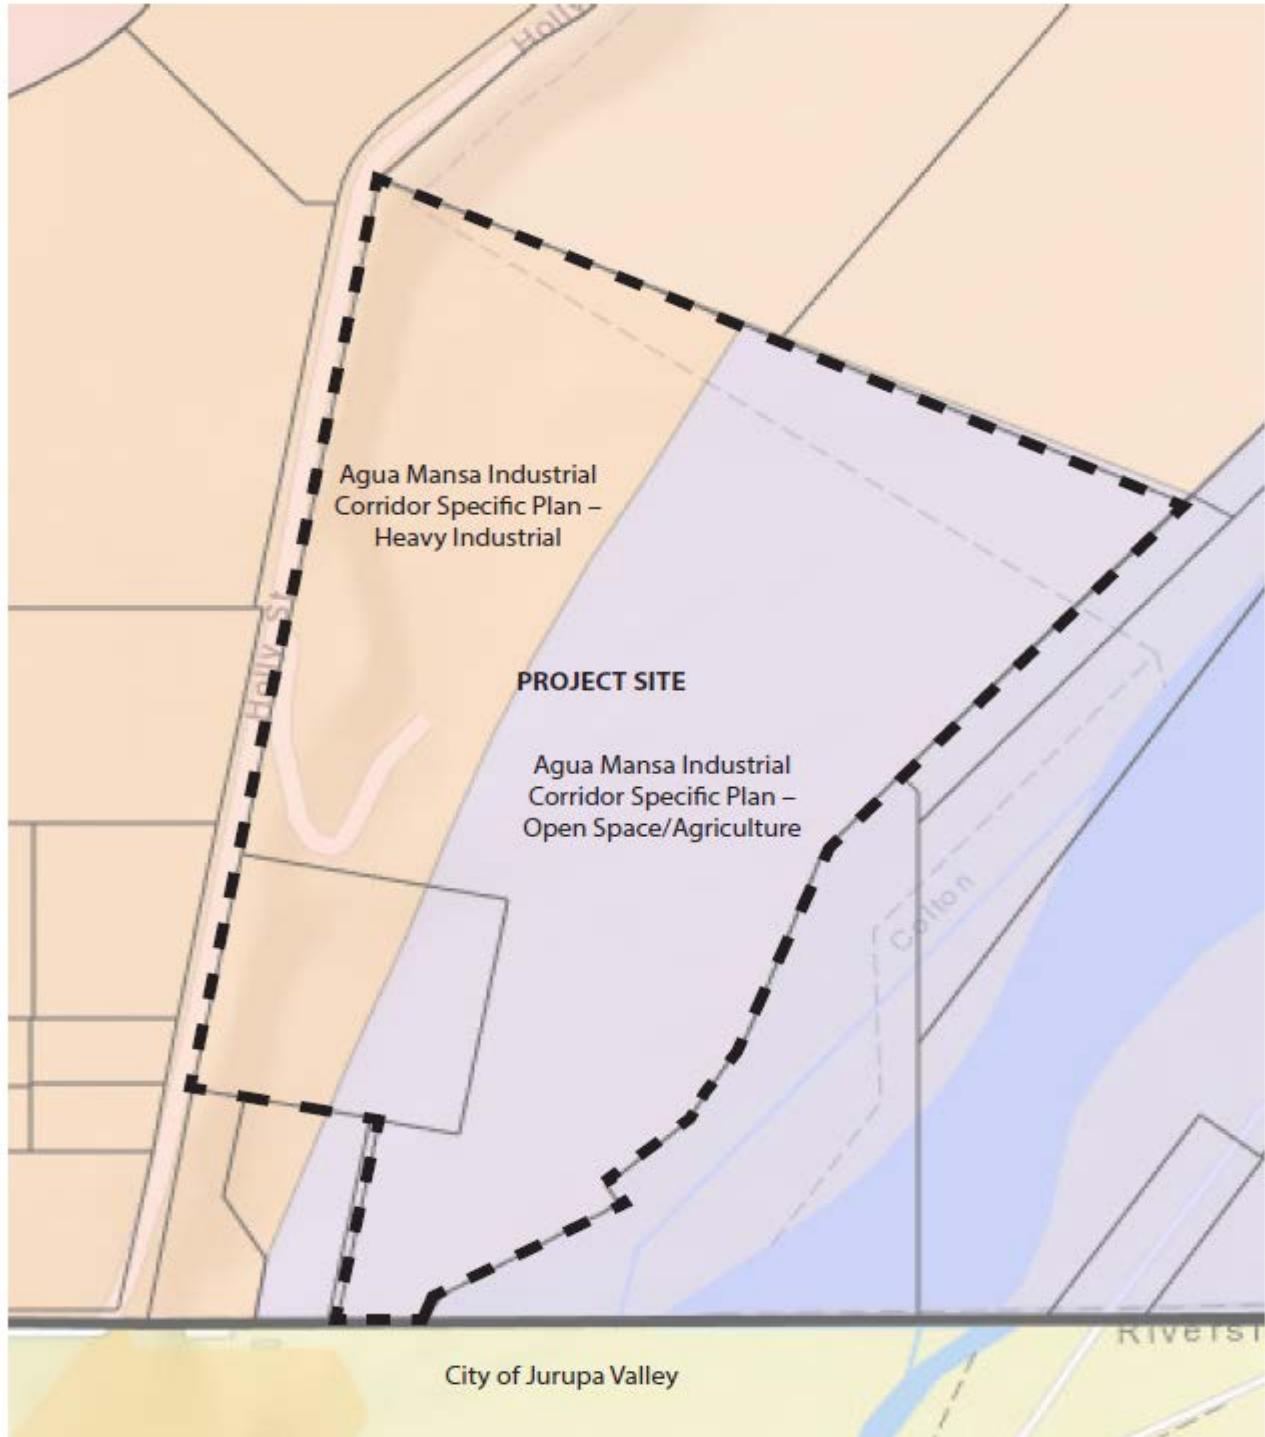 Holly
Agua Mansa Industrial
Corridor Specific Plan –
Heavy Industrial
Holly St
PROJECT SITE
Agua Mansa Industrial
Corridor Specific Plan –
Open Space/Agriculture
Colton
City of Jurupa Valley